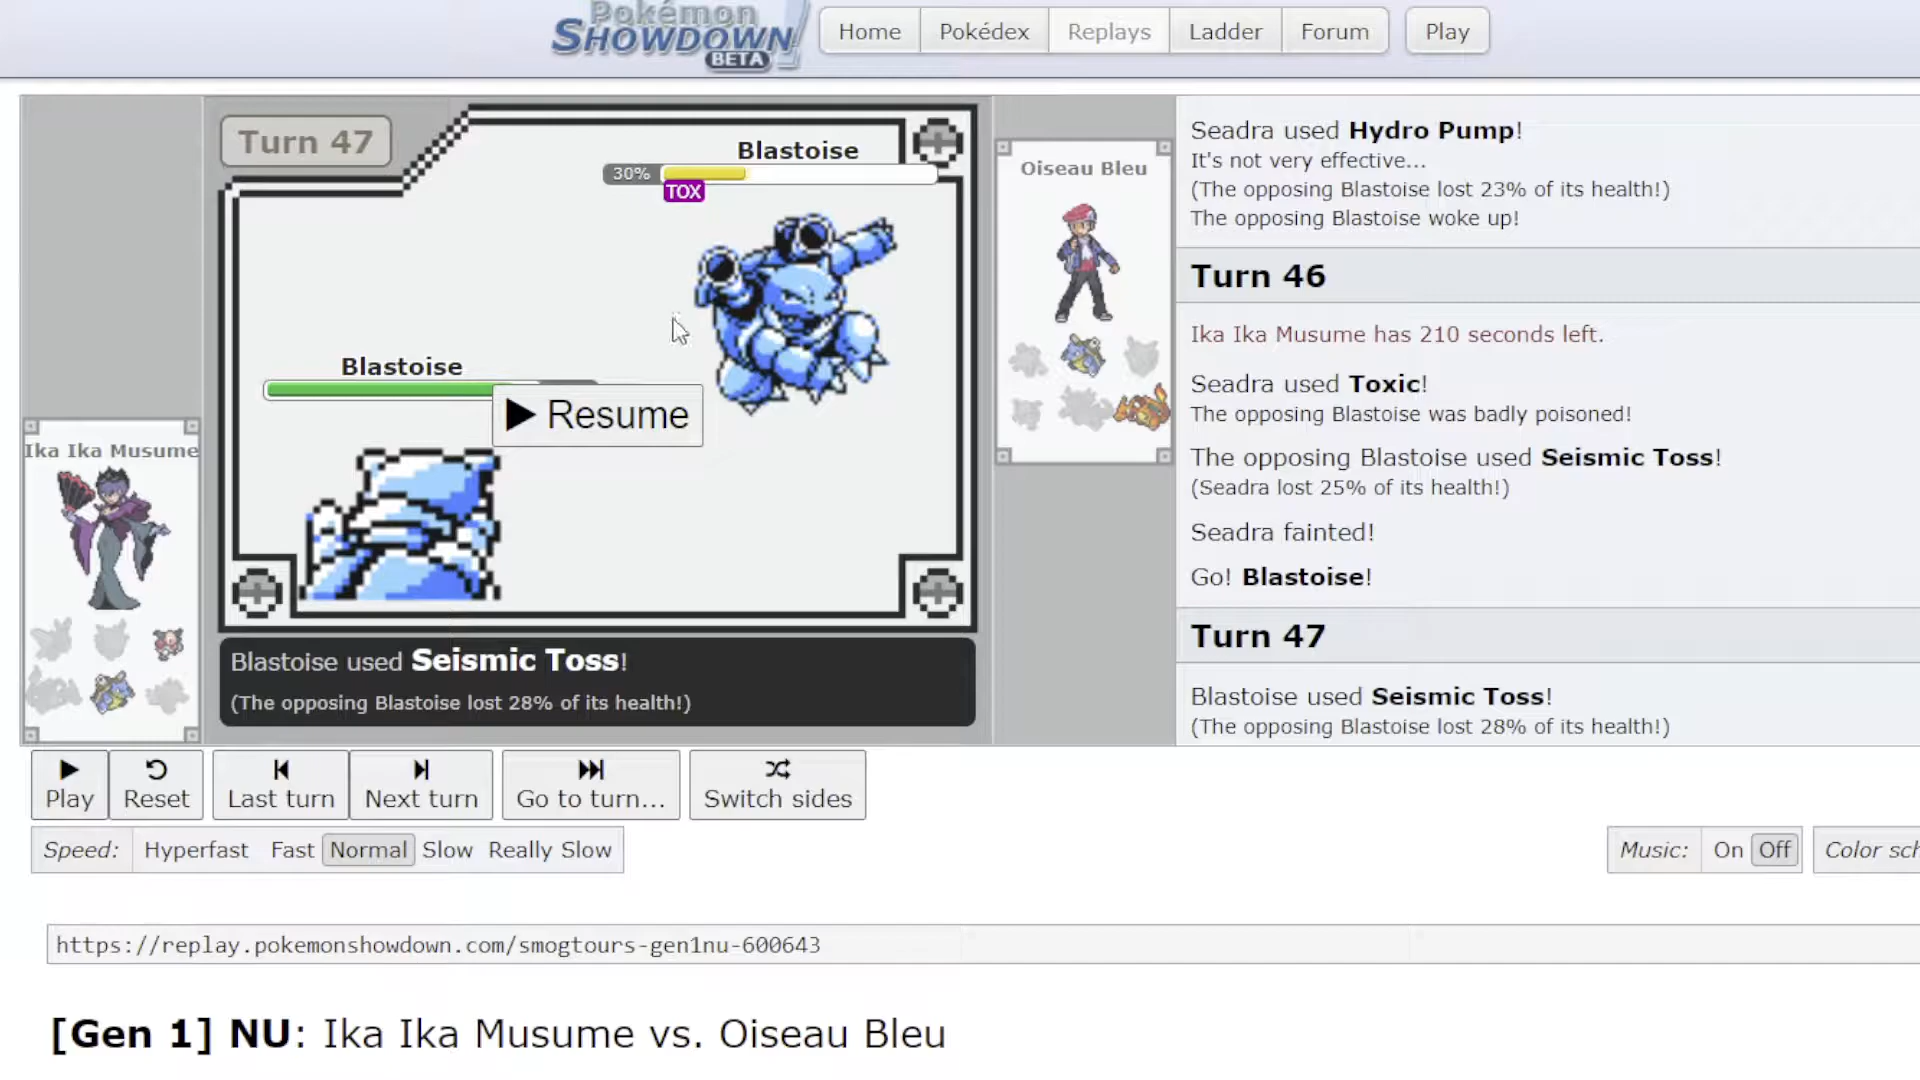 Pokémon
SHOWDOWN!
BETA
Home
Pokédex
Replays
Ladder
Forum
Play
Turn 47
Blastoise
30%
TOX
Blastoise
Resume
Blastoise used Seismic Toss!
(The opposing Blastoise lost 28% of its health!)
Ika Ika Musume
Oiseau Bleu
Seadra used Hydro Pump!
It's not very effective...
(The opposing Blastoise lost 23% of its health!)
The opposing Blastoise woke up!
Turn 46
Ika Ika Musume has 210 seconds left.
Seadra used Toxic!
The opposing Blastoise was badly poisoned!
The opposing Blastoise used Seismic Toss!
(Seadra lost 25% of its health!)
Seadra fainted!
Go! Blastoise!
Turn 47
Blastoise used Seismic Toss!
(The opposing Blastoise lost 28% of its health!)
Play
Reset
Last turn
Next turn
Go to turn...
Switch sides
Speed: Hyperfast Fast Normal Slow Really Slow
Music: On Off
Color sch
https://replay.pokemonshowdown.com/smogtours-gen1nu-600643
[Gen 1] NU: Ika Ika Musume vs. Oiseau Bleu